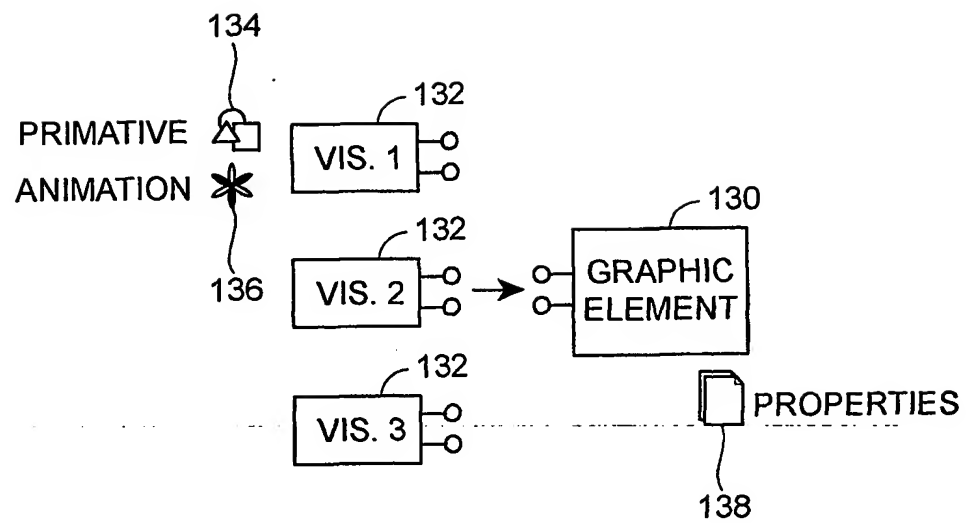 134
132
PRIMATIVE
VIS. 1
ANIMATION
136
132
VIS. 2
130
GRAPHIC
ELEMENT
132
VIS. 3
PROPERTIES
138